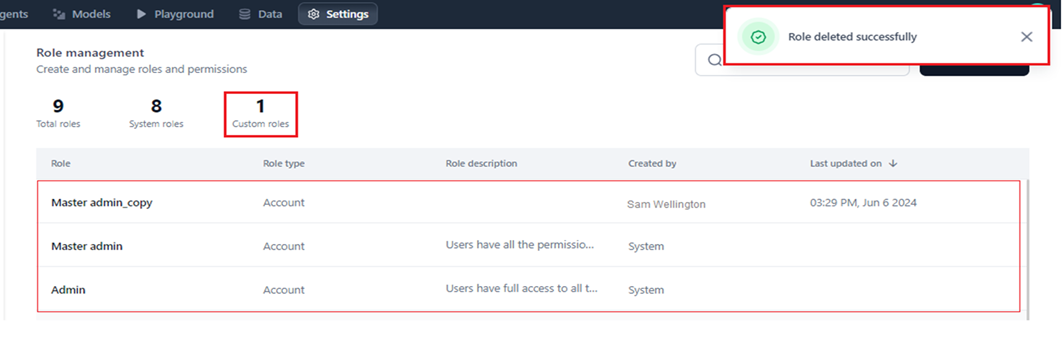 gents Models Playground Data Settings
Role deleted successfully
Role management
Create and manage roles and permissions
9 8 1
Total roles System roles Custom roles
Role Role type Role description Created by Last updated on
Master admin_copy Account Sam Wellington 03:29 PM, Jun 6 2024
Master admin Account Users have all the permissio... System
Admin Account Users have full access to all t... System